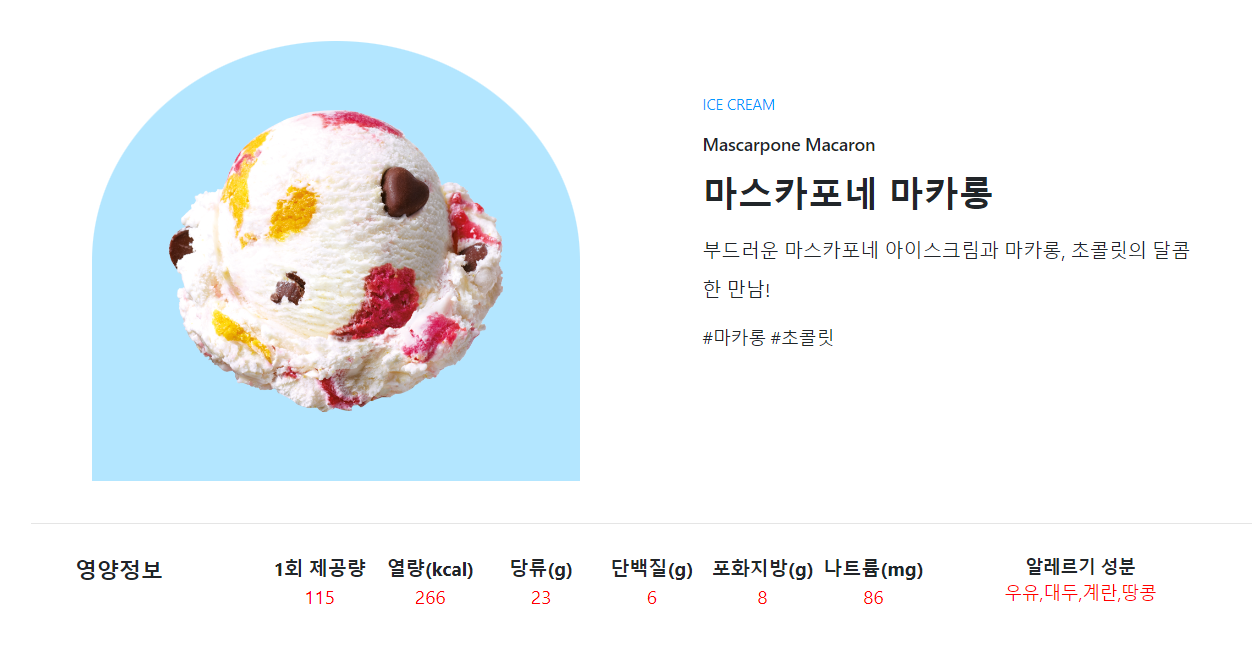 ICE CREAM
Mascarpone Macaron
마스카포네 마카롱
부드러운 마스카포네 아이스크림과 마카롱, 초콜릿의 달콤
한 만남!
#마카롱 #초콜릿
영양정보 1회 제공량 열량(kcal) 당류(g) 단백질(g) 포화지방(g) 나트륨(mg) 알레르기 성분
115 266 23 6 8 86 우유,대두,계란,땅콩